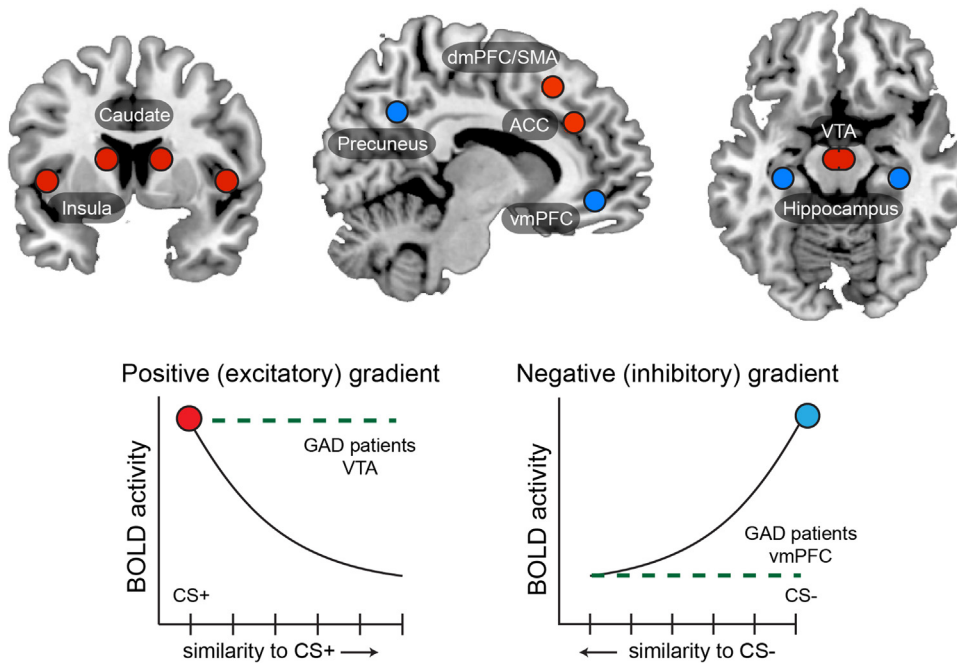 dmPFC/SMA
Caudate
ACC
VTA
Precuneus
Insula
vmPFC
Hippocampus
Positive (excitatory) gradient
Negative (inhibitory) gradient
BOLD activity
GAD patients
VTA
CS+
similarity to CS+ →
BOLD activity
GAD patients
vmPFC
CS-
← similarity to CS-